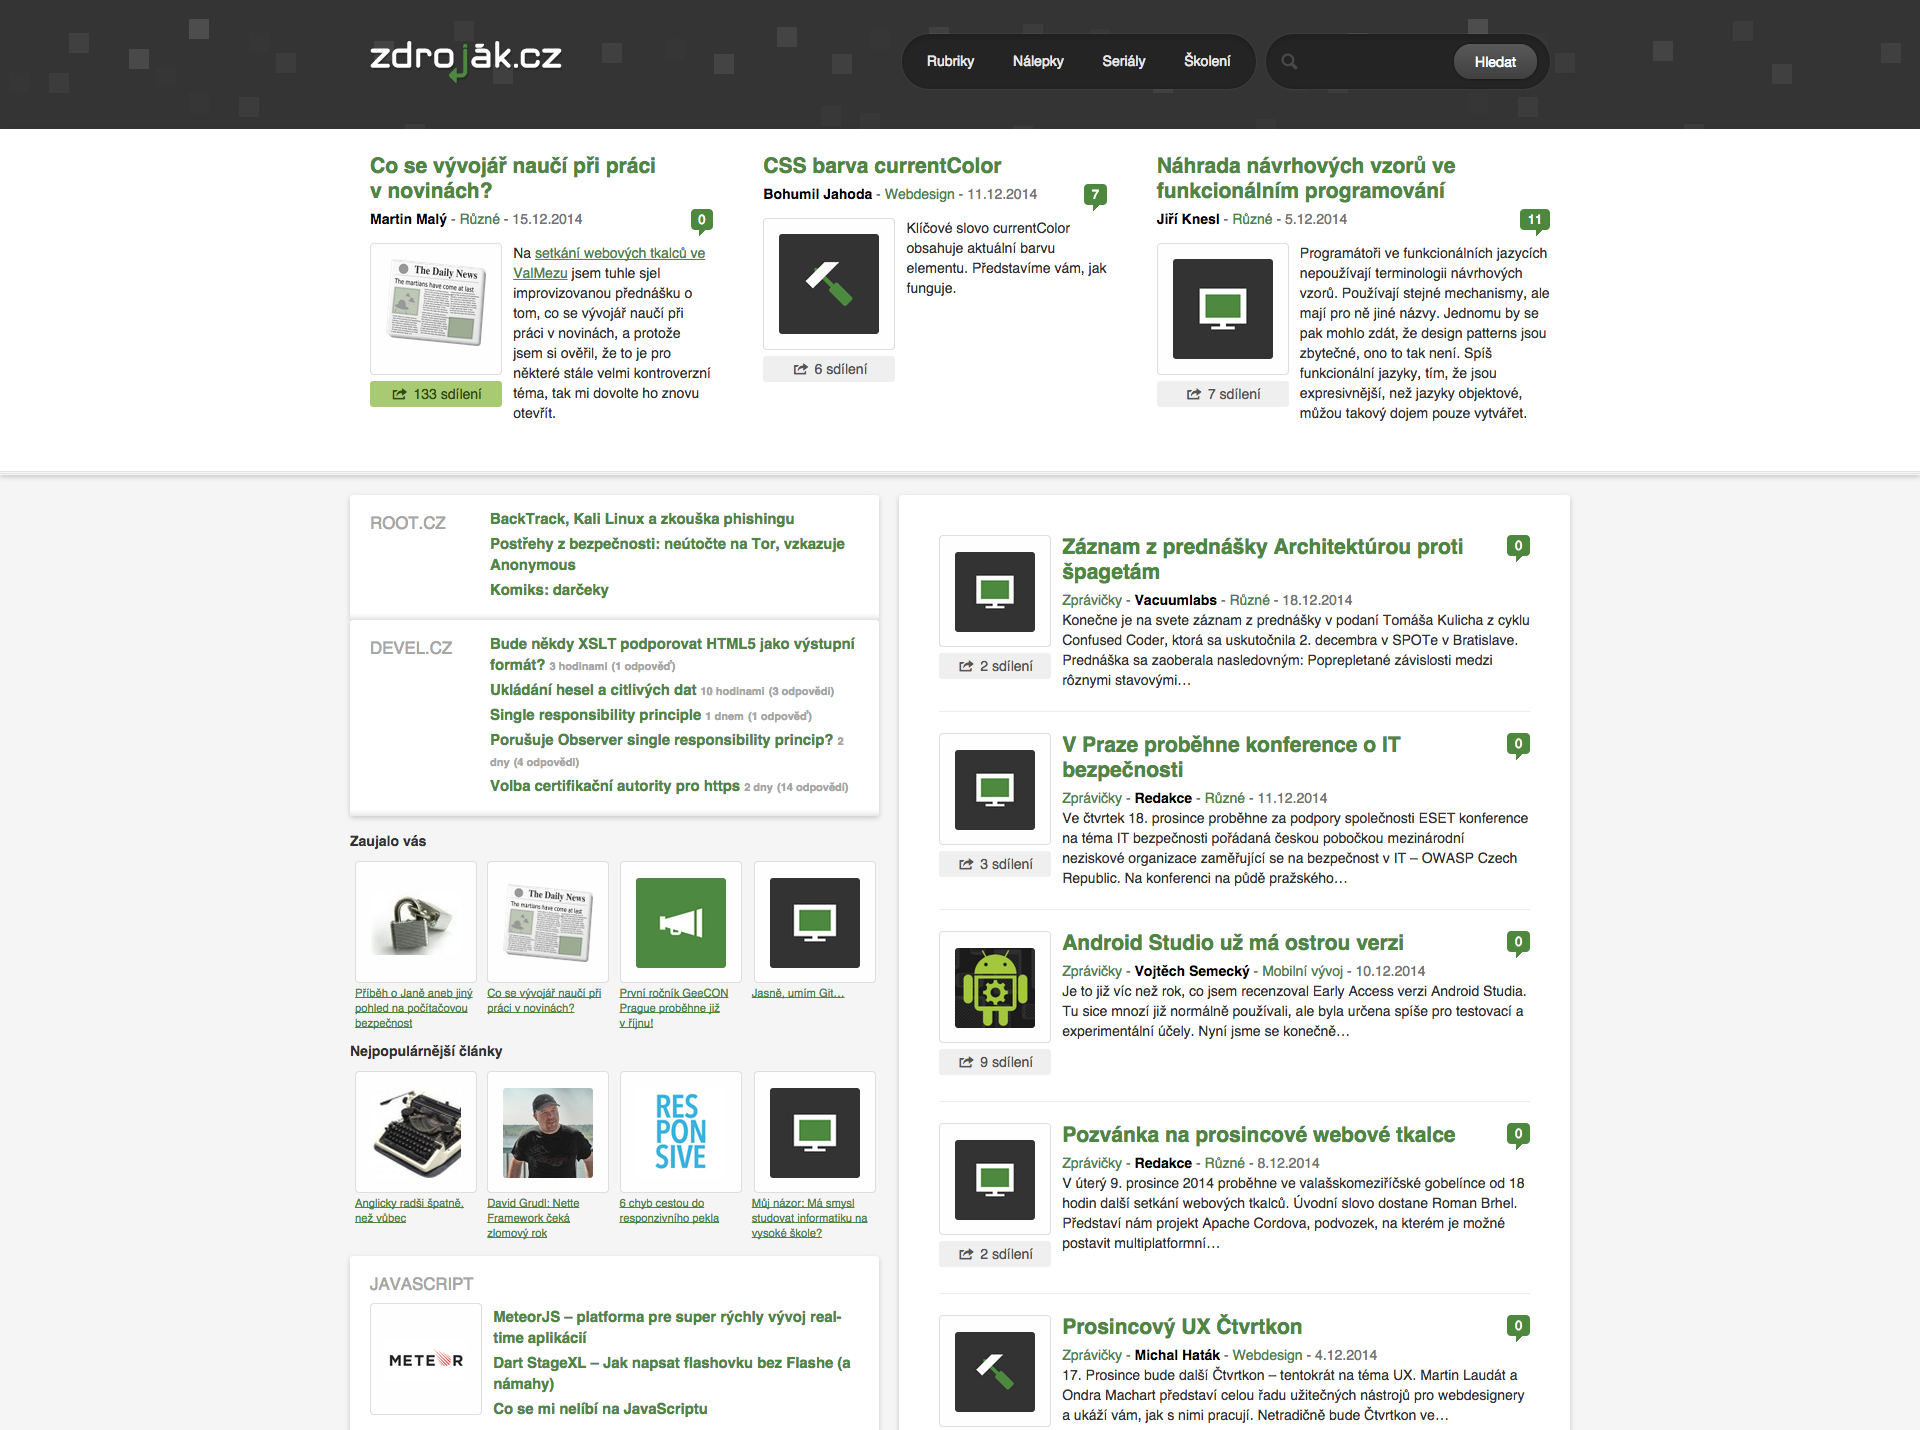 zdroják.cz
Rubriky
Nálepky
Seriály
Školení
Hledat
Co se vývojář naučí při práci
v novinách?
Martin Malý - Různé - 15.12.2014
0
The Daily News
The martians have come at last
133 sdílení
Na setkání webových tkalců ve
ValMezu jsem tuhle sjel
improvizovanou přednášku o
tom, co se vývojář naučí při
práci v novinách, a protože
jsem si ověřil, že to je pro
některé stále velmi kontroverzní
téma, tak mi dovolte ho znovu
otevřít.
CSS barva currentColor
Bohumil Jahoda - Webdesign - 11.12.2014
7
6 sdílení
Klíčové slovo currentColor
obsahuje aktuální barvu
elementu. Představíme vám, jak
funguje.
Náhrada návrhových vzorů ve
funkcionálním programování
Jiří Knesl - Různé - 5.12.2014
11
7 sdílení
Programátoři ve funkcionálních jazycích
nepoužívají terminologii návrhových
vzorů. Používají stejné mechanismy, ale
mají pro ně jiné názvy. Jednomu by se
pak mohlo zdát, že design patterns jsou
zbytečné, ono to tak není. Spíš
funkcionální jazyky, tím, že jsou
expresivnější, než jazyky objektové,
můžou takový dojem pouze vytvářet.
ROOT.CZ
BackTrack, Kali Linux a zkouška phishingu
Postřehy z bezpečnosti: neútočte na Tor, vzkazuje
Anonymous
Komiks: darčeky
DEVEL.CZ
Bude někdy XSLT podporovat HTML5 jako výstupní
formát? 3 hodinami (1 odpověď)
Ukládání hesel a citlivých dat 10 hodinami (3 odpovědi)
Single responsibility principle 1 dnem (1 odpověď)
Porušuje Observer single responsibility princip? 2
dny (4 odpovědi)
Volba certifikační autority pro https 2 dny (14 odpovědí)
Zaujalo vás
The Daily News
The martians have come at last
Příběh o Janě aneb jiný
pohled na počítačovou
bezpečnost
Co se vývojář naučí při
práci v novinách?
První ročník GeeCON
Prague proběhne již
v říjnu!
Jasně, umím Git…
Nejpopulárnější články
RES
PON
SIVE
Anglicky radši špatně,
než vůbec
David Grudl: Nette
Framework čeká
zlomový rok
6 chyb cestou do
responzivního pekla
Můj názor: Má smysl
studovat informatiku na
vysoké škole?
JAVASCRIPT
METEOR
MeteorJS – platforma pre super rýchly vývoj real-
time aplikácií
Dart StageXL – Jak napsat flashovku bez Flashe (a
námahy)
Co se mi nelíbí na JavaScriptu
Záznam z prednášky Architektúrou proti
špagetám
0
Zprávičky - Vacuumlabs - Různé - 18.12.2014
Konečne je na svete záznam z prednášky v podaní Tomáša Kulicha z cyklu
Confused Coder, ktorá sa uskutočnila 2. decembra v SPOTe v Bratislave.
Prednáška sa zaoberala nasledovným: Poprepletané závislosti medzi
rôznymi stavovými…
2 sdílení
V Praze proběhne konference o IT
bezpečnosti
0
Zprávičky - Redakce - Různé - 11.12.2014
Ve čtvrtek 18. prosince proběhne za podpory společnosti ESET konference
na téma IT bezpečnosti pořádaná českou pobočkou mezinárodní
neziskové organizace zaměřující se na bezpečnost v IT – OWASP Czech
Republic. Na konferenci na půdě pražského…
3 sdílení
Android Studio už má ostrou verzi
0
Zprávičky - Vojtěch Semecký - Mobilní vývoj - 10.12.2014
Je to již víc než rok, co jsem recenzoval Early Access verzi Android Studia.
Tu sice mnozí již normálně používali, ale byla určena spíše pro testovací a
experimentální účely. Nyní jsme se konečně…
9 sdílení
Pozvánka na prosincové webové tkalce
0
Zprávičky - Redakce - Různé - 8.12.2014
V úterý 9. prosince 2014 proběhne ve valašskomeziříčské gobelínce od 18
hodin další setkání webových tkalců. Úvodní slovo dostane Roman Brhel.
Představí nám projekt Apache Cordova, podvozek, na kterém je možné
postavit multiplatformní…
2 sdílení
Prosincový UX Čtvrtkon
0
Zprávičky - Michal Haták - Webdesign - 4.12.2014
17. Prosince bude další Čtvrtkon – tentokrát na téma UX. Martin Laudát a
Ondra Machart představí celou řadu užitečných nástrojů pro webdesignery
a ukáží vám, jak s nimi pracují. Netradičně bude Čtvrtkon ve…